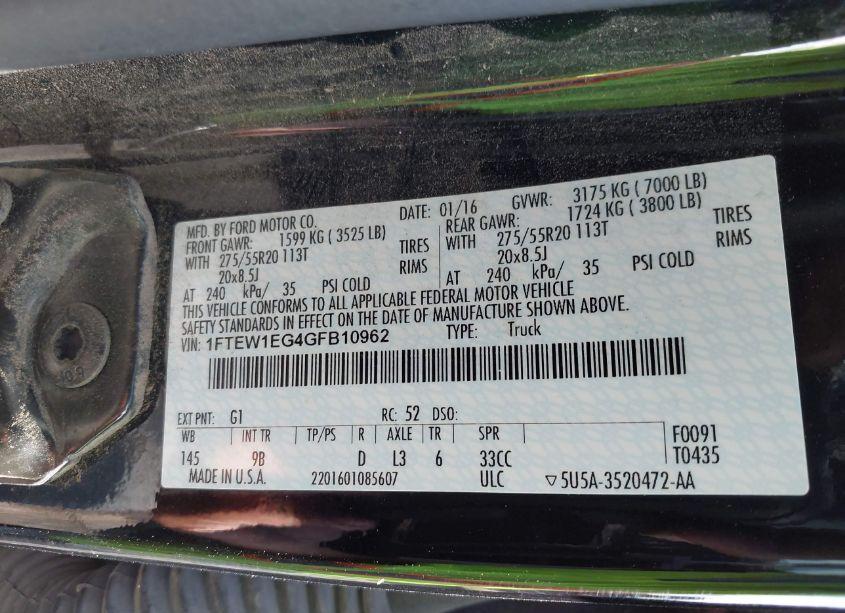 MFD. BY FORD MOTOR CO. DATE: 01/16 GVWR: 3175 KG ( 7000 LB)
FRONT GAWR: 1599 KG ( 3525 LB) REAR GAWR: 1724 KG ( 3800 LB)
WITH 275/55R20 113T TIRES WITH 275/55R20 113T TIRES
20x8.5J RIMS 20x8.5J RIMS
AT 240 kPa/ 35 PSI COLD AT 240 kPa/ 35 PSI COLD
THIS VEHICLE CONFORMS TO ALL APPLICABLE FEDERAL MOTOR VEHICLE
SAFETY STANDARDS IN EFFECT ON THE DATE OF MANUFACTURE SHOWN ABOVE.
VIN: 1FTEW1EG4GFB10962 TYPE: Truck
EXT PNT: G1 RC: 52 DSO:
WB INT TR TP/PS R AXLE TR SPR F0091
145 9B D L3 6 33CC T0435
MADE IN U.S.A. 2201601085607 ULC ▽5U5A-3520472-AA